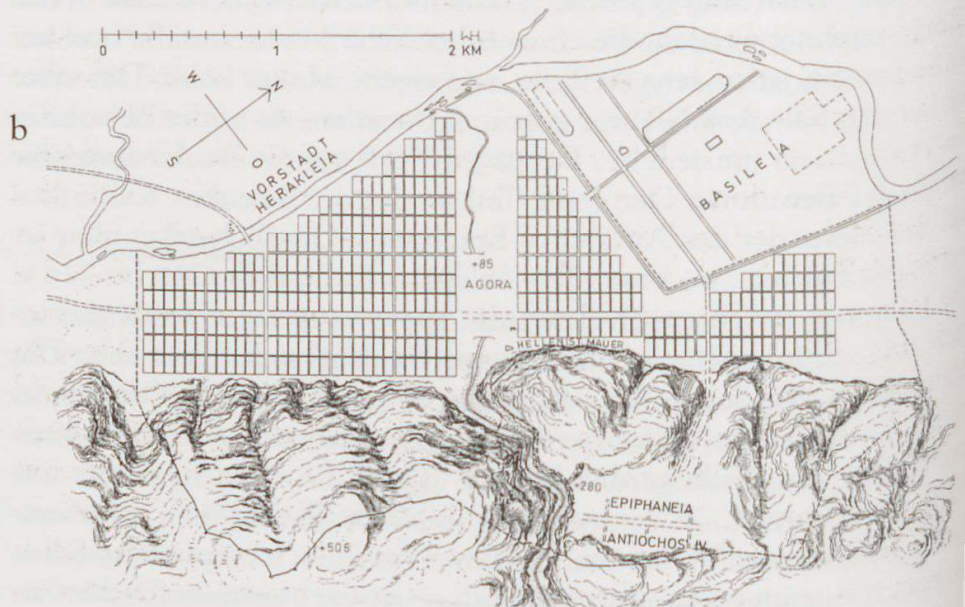 0 1 2 KM
b
W N
S O
VORSTADT
HERAKLEIA
BASILEIA
+85
AGORA
HELLENIST. MAUER
+280
EPIPHANEIA
ANTIOCHOS IV
+506